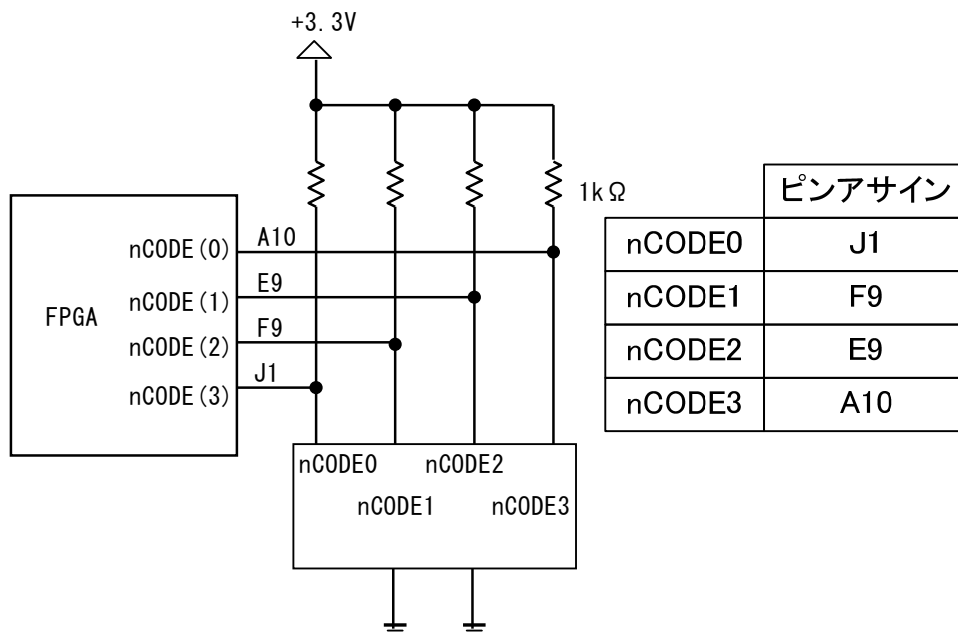 +3.3V
1kΩ
FPGA
nCODE(0)
A10
nCODE(1)
E9
nCODE(2)
F9
nCODE(3)
J1
nCODE0
nCODE2
nCODE1
nCODE3
ピンアサイン
nCODE0 J1
nCODE1 F9
nCODE2 E9
nCODE3 A10